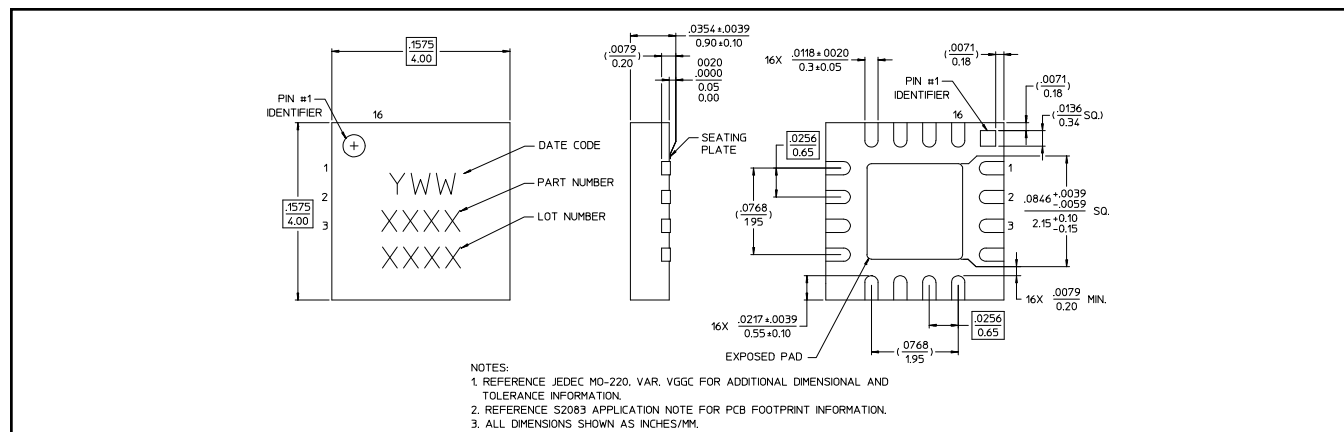 .1575
4.00
PIN #1
IDENTIFIER
16
.1575
4.00
1
2
3
YWW
XXXX
XXXX
DATE CODE
PART NUMBER
LOT NUMBER
(.0079)
0.20
.0354±.0039
0.90±0.10
0020
.0000
0.05
0.00
SEATING
PLATE
16X .0118±0020
0.3±0.05
(.0071)
0.18
PIN #1
IDENTIFIER
16
(.0071)
0.18
(.0136 SQ.)
0.34
.0256
0.65
(.0768)
1.95
1
2
3
.0846 +.0039 -.0059 SQ.
2.15 +0.10 -0.15
16X .0079 MIN.
0.20
16X .0217±.0039
0.55±0.10
.0256
0.65
(.0768)
1.95
EXPOSED PAD
NOTES:
1. REFERENCE JEDEC MO-220, VAR. VGGC FOR ADDITIONAL DIMENSIONAL AND
TOLERANCE INFORMATION.
2. REFERENCE S2083 APPLICATION NOTE FOR PCB FOOTPRINT INFORMATION.
3. ALL DIMENSIONS SHOWN AS INCHES/MM.